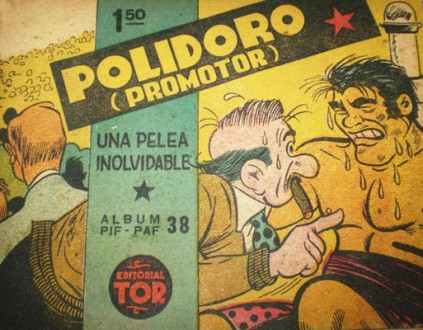 1.50
POLIDORO
(PROMOTOR)
UNA PELEA
INOLVIDABLE
ALBUM
PIF-PAF 38
EDITORIAL
TOR